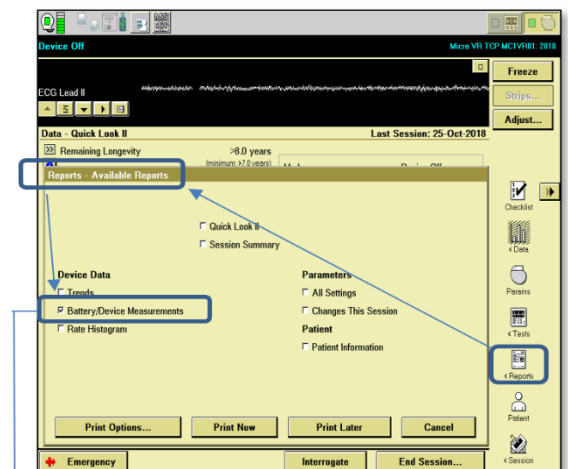 Device Off
Micro VR TCP MC1VR01: 2018
ECG Lead II
Freeze
Strips...
Adjust...
Data - Quick Look II
Last Session: 25-Oct-2018
Remaining Longevity
>8.0 years
(minimum: >7.0 years)
Device Off
Reports - Available Reports
Quick Look II
Session Summary
Device Data
Parameters
Trends
All Settings
Battery/Device Measurements
Changes This Session
Rate Histogram
Patient
Patient Information
Print Options...
Print Now
Print Later
Cancel
Checklist
< Data
Params
< Tests
< Reports
Patient
< Session
Emergency
Interrogate
End Session...